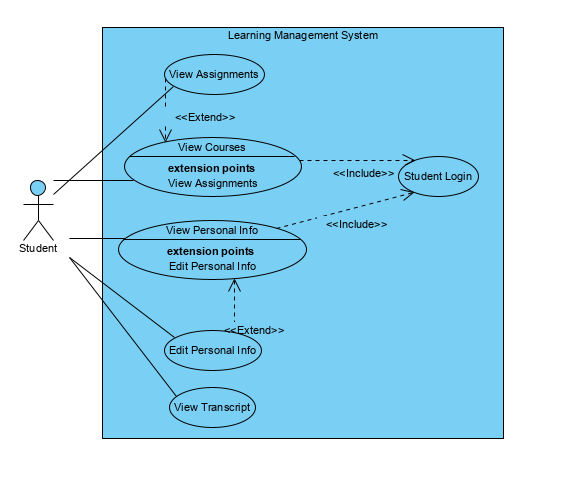 Learning Management System
View Assignments
<<Extend>>
View Courses
extension points
View Assignments
<<Include>>
Student Login
View Personal Info
<<Include>>
extension points
Edit Personal Info
Student
<<Extend>>
Edit Personal Info
View Transcript